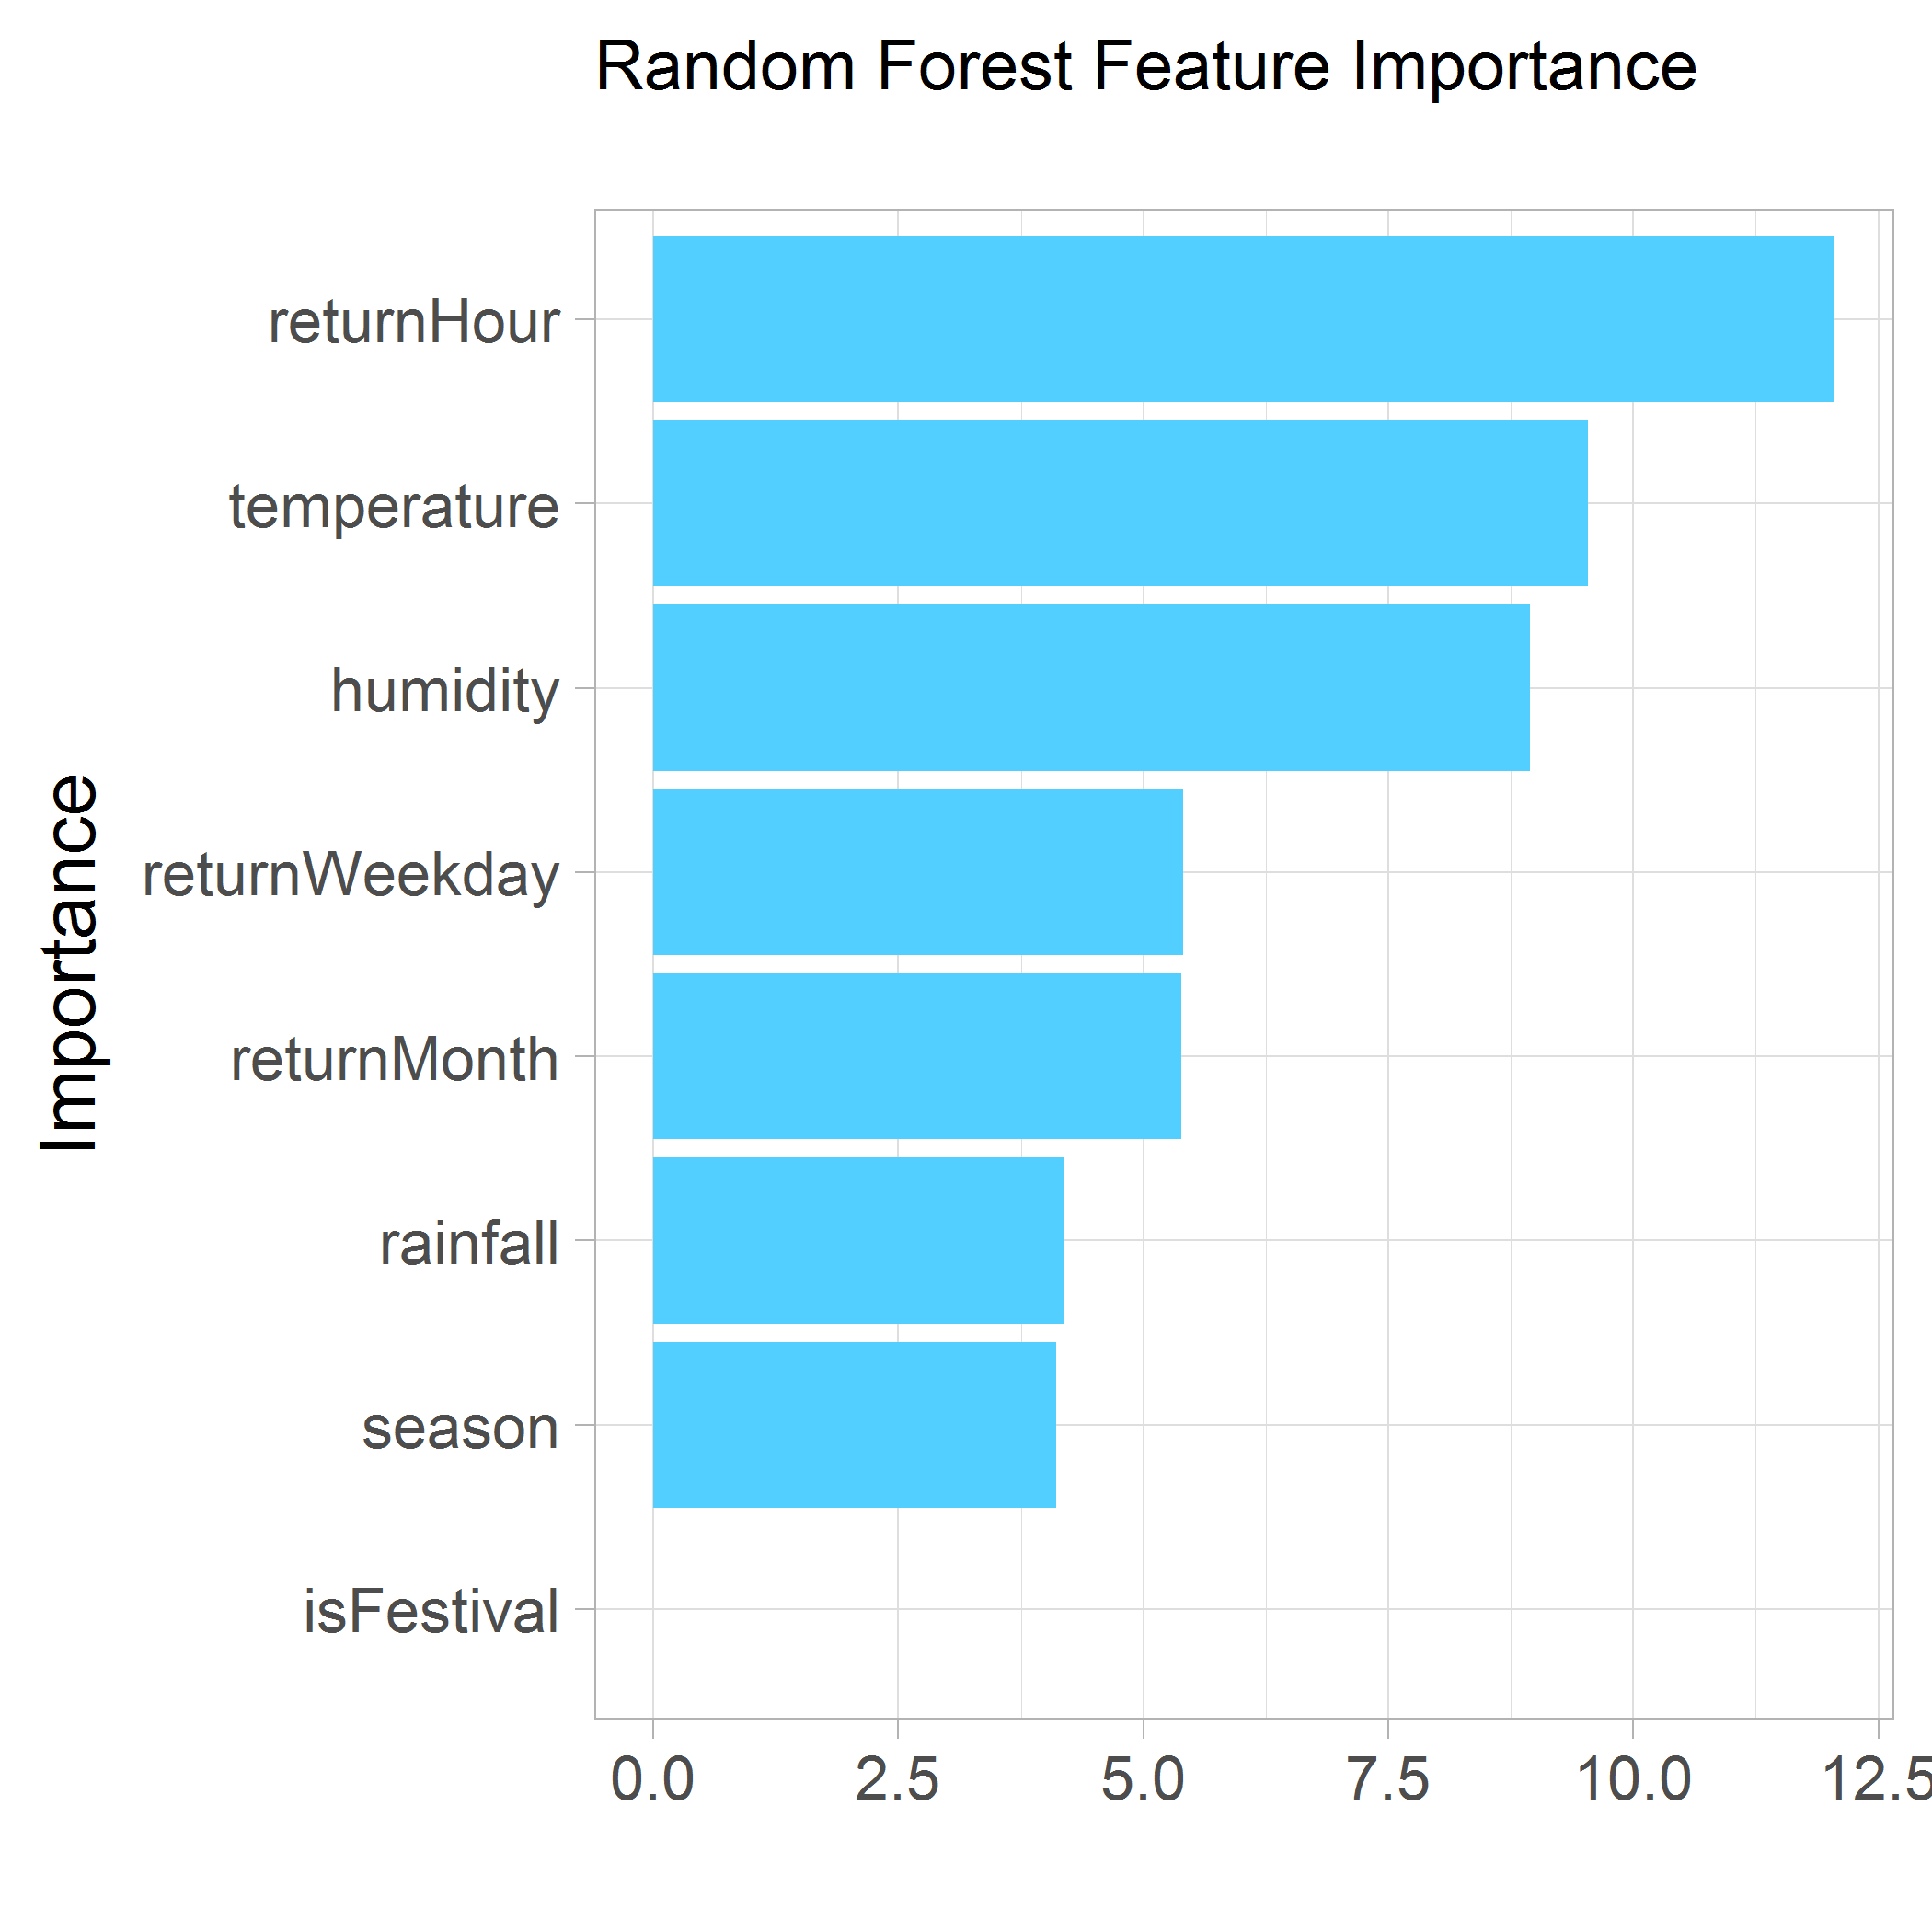 Random Forest Feature Importance
Importance
returnHour
temperature
humidity
returnWeekday
returnMonth
rainfall
season
isFestival
0.0 2.5 5.0 7.5 10.0 12.5